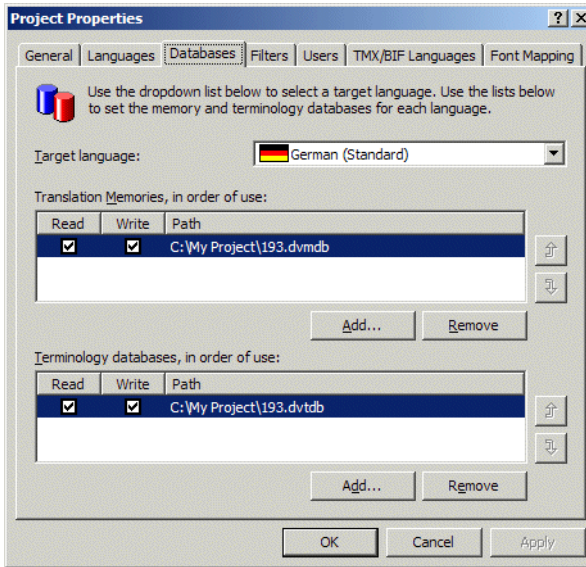 Project Properties
General Languages Databases Filters Users TMX/BIF Languages Font Mapping
Use the dropdown list below to select a target language. Use the lists below
to set the memory and terminology databases for each language.
Target language: German (Standard)
Translation Memories, in order of use:
Read Write Path
C:\My Project\193.dvmdb
Add... Remove
Terminology databases, in order of use:
Read Write Path
C:\My Project\193.dvtdb
Add... Remove
OK Cancel Apply